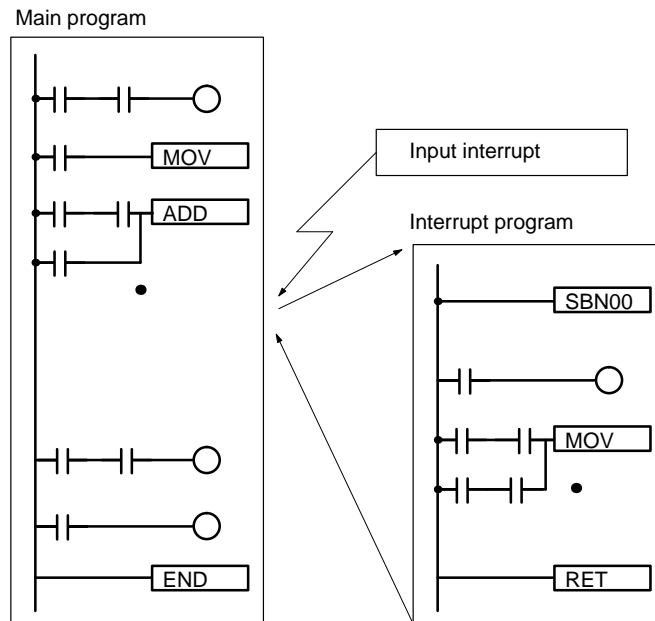 Main program
MOV
ADD
END
Input interrupt
Interrupt program
SBN00
MOV
RET